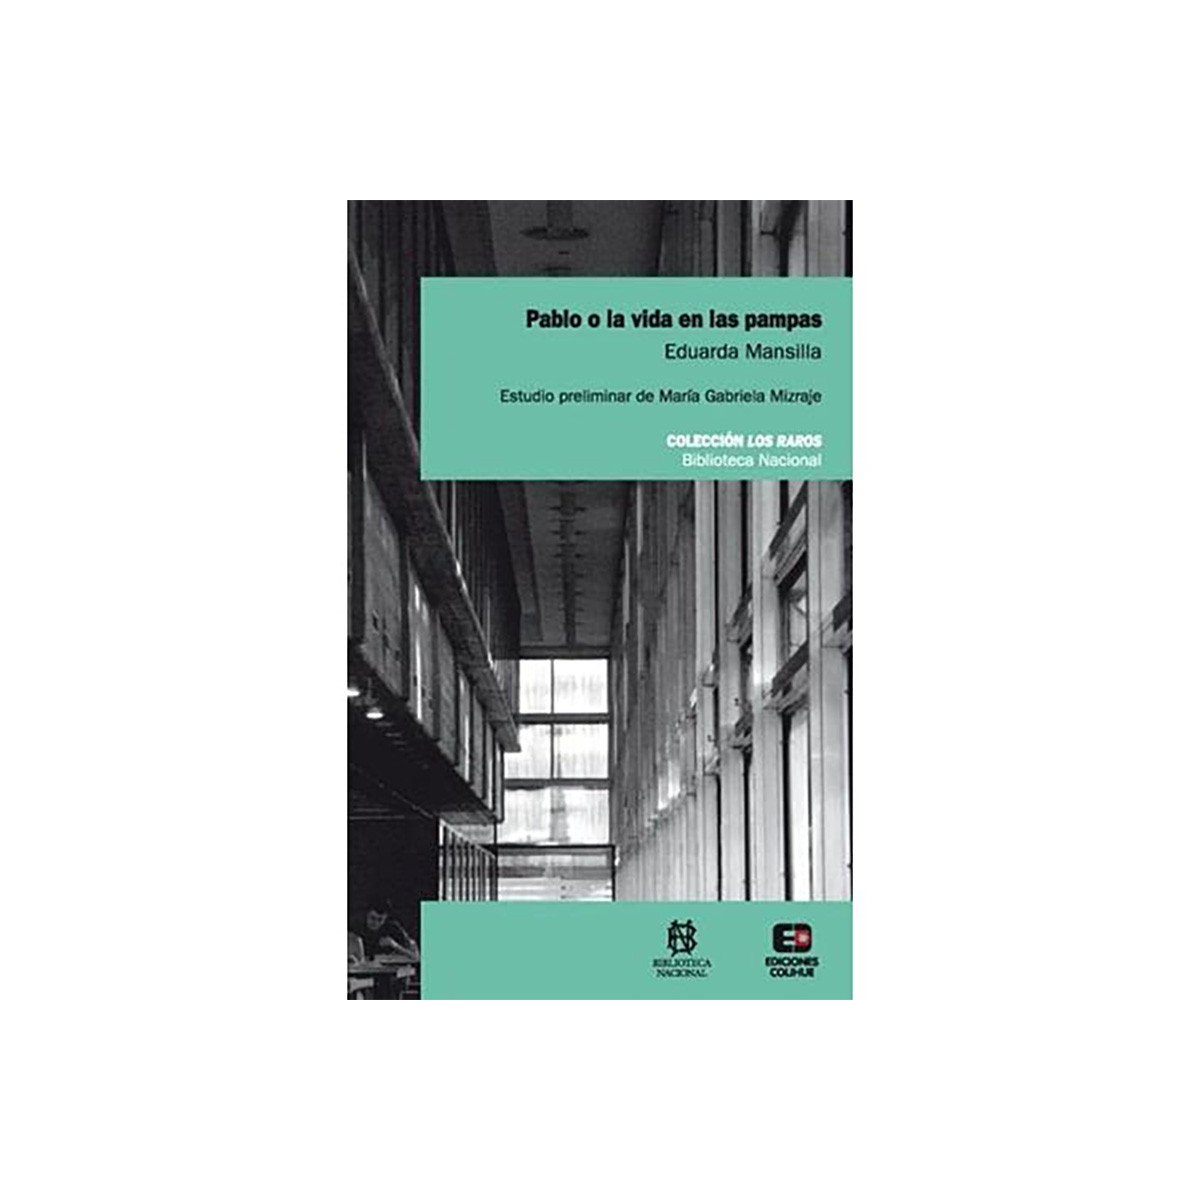 Pablo o la vida en las pampas
Eduarda Mansilla
Estudio preliminar de María Gabriela Mizraje
COLECCIÓN LOS RAROS
Biblioteca Nacional
BN
BIBLIOTECA
NACIONAL
EDICIONES
COLIHUE